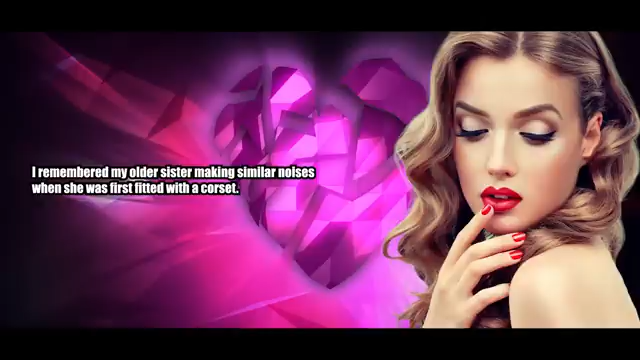 I remembered my older sister making similar noises
when she was first fitted with a corset.